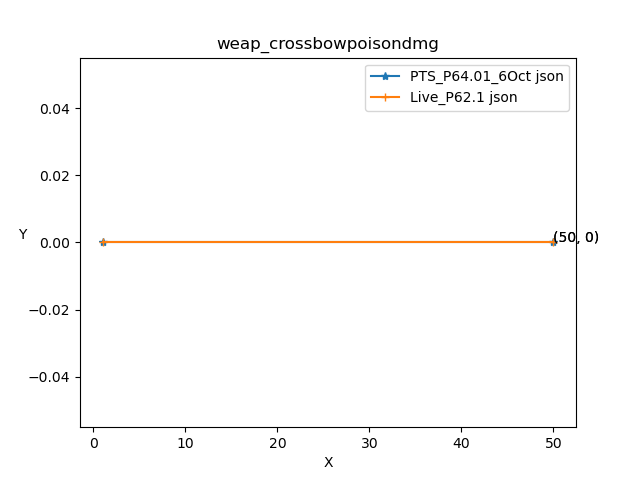 weap_crossbowpoisondmg
PTS_P64.01_6Oct json
Live_P62.1 json
0.04
0.02
Y
0.00
(50, 0)
−0.02
−0.04
0 10 20 30 40 50
X